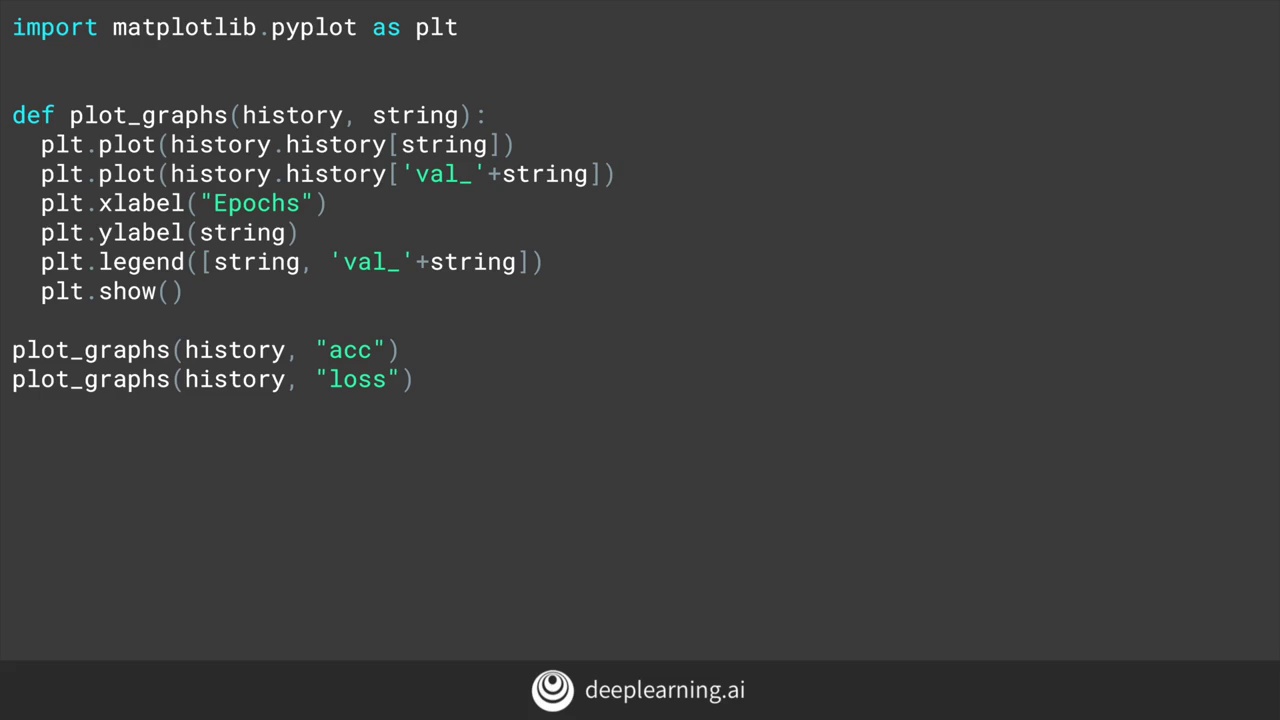 import matplotlib.pyplot as plt
def plot_graphs(history, string):
  plt.plot(history.history[string])
  plt.plot(history.history['val_'+string])
  plt.xlabel("Epochs")
  plt.ylabel(string)
  plt.legend([string, 'val_'+string])
  plt.show()
plot_graphs(history, "acc")
plot_graphs(history, "loss")
deeplearning.ai